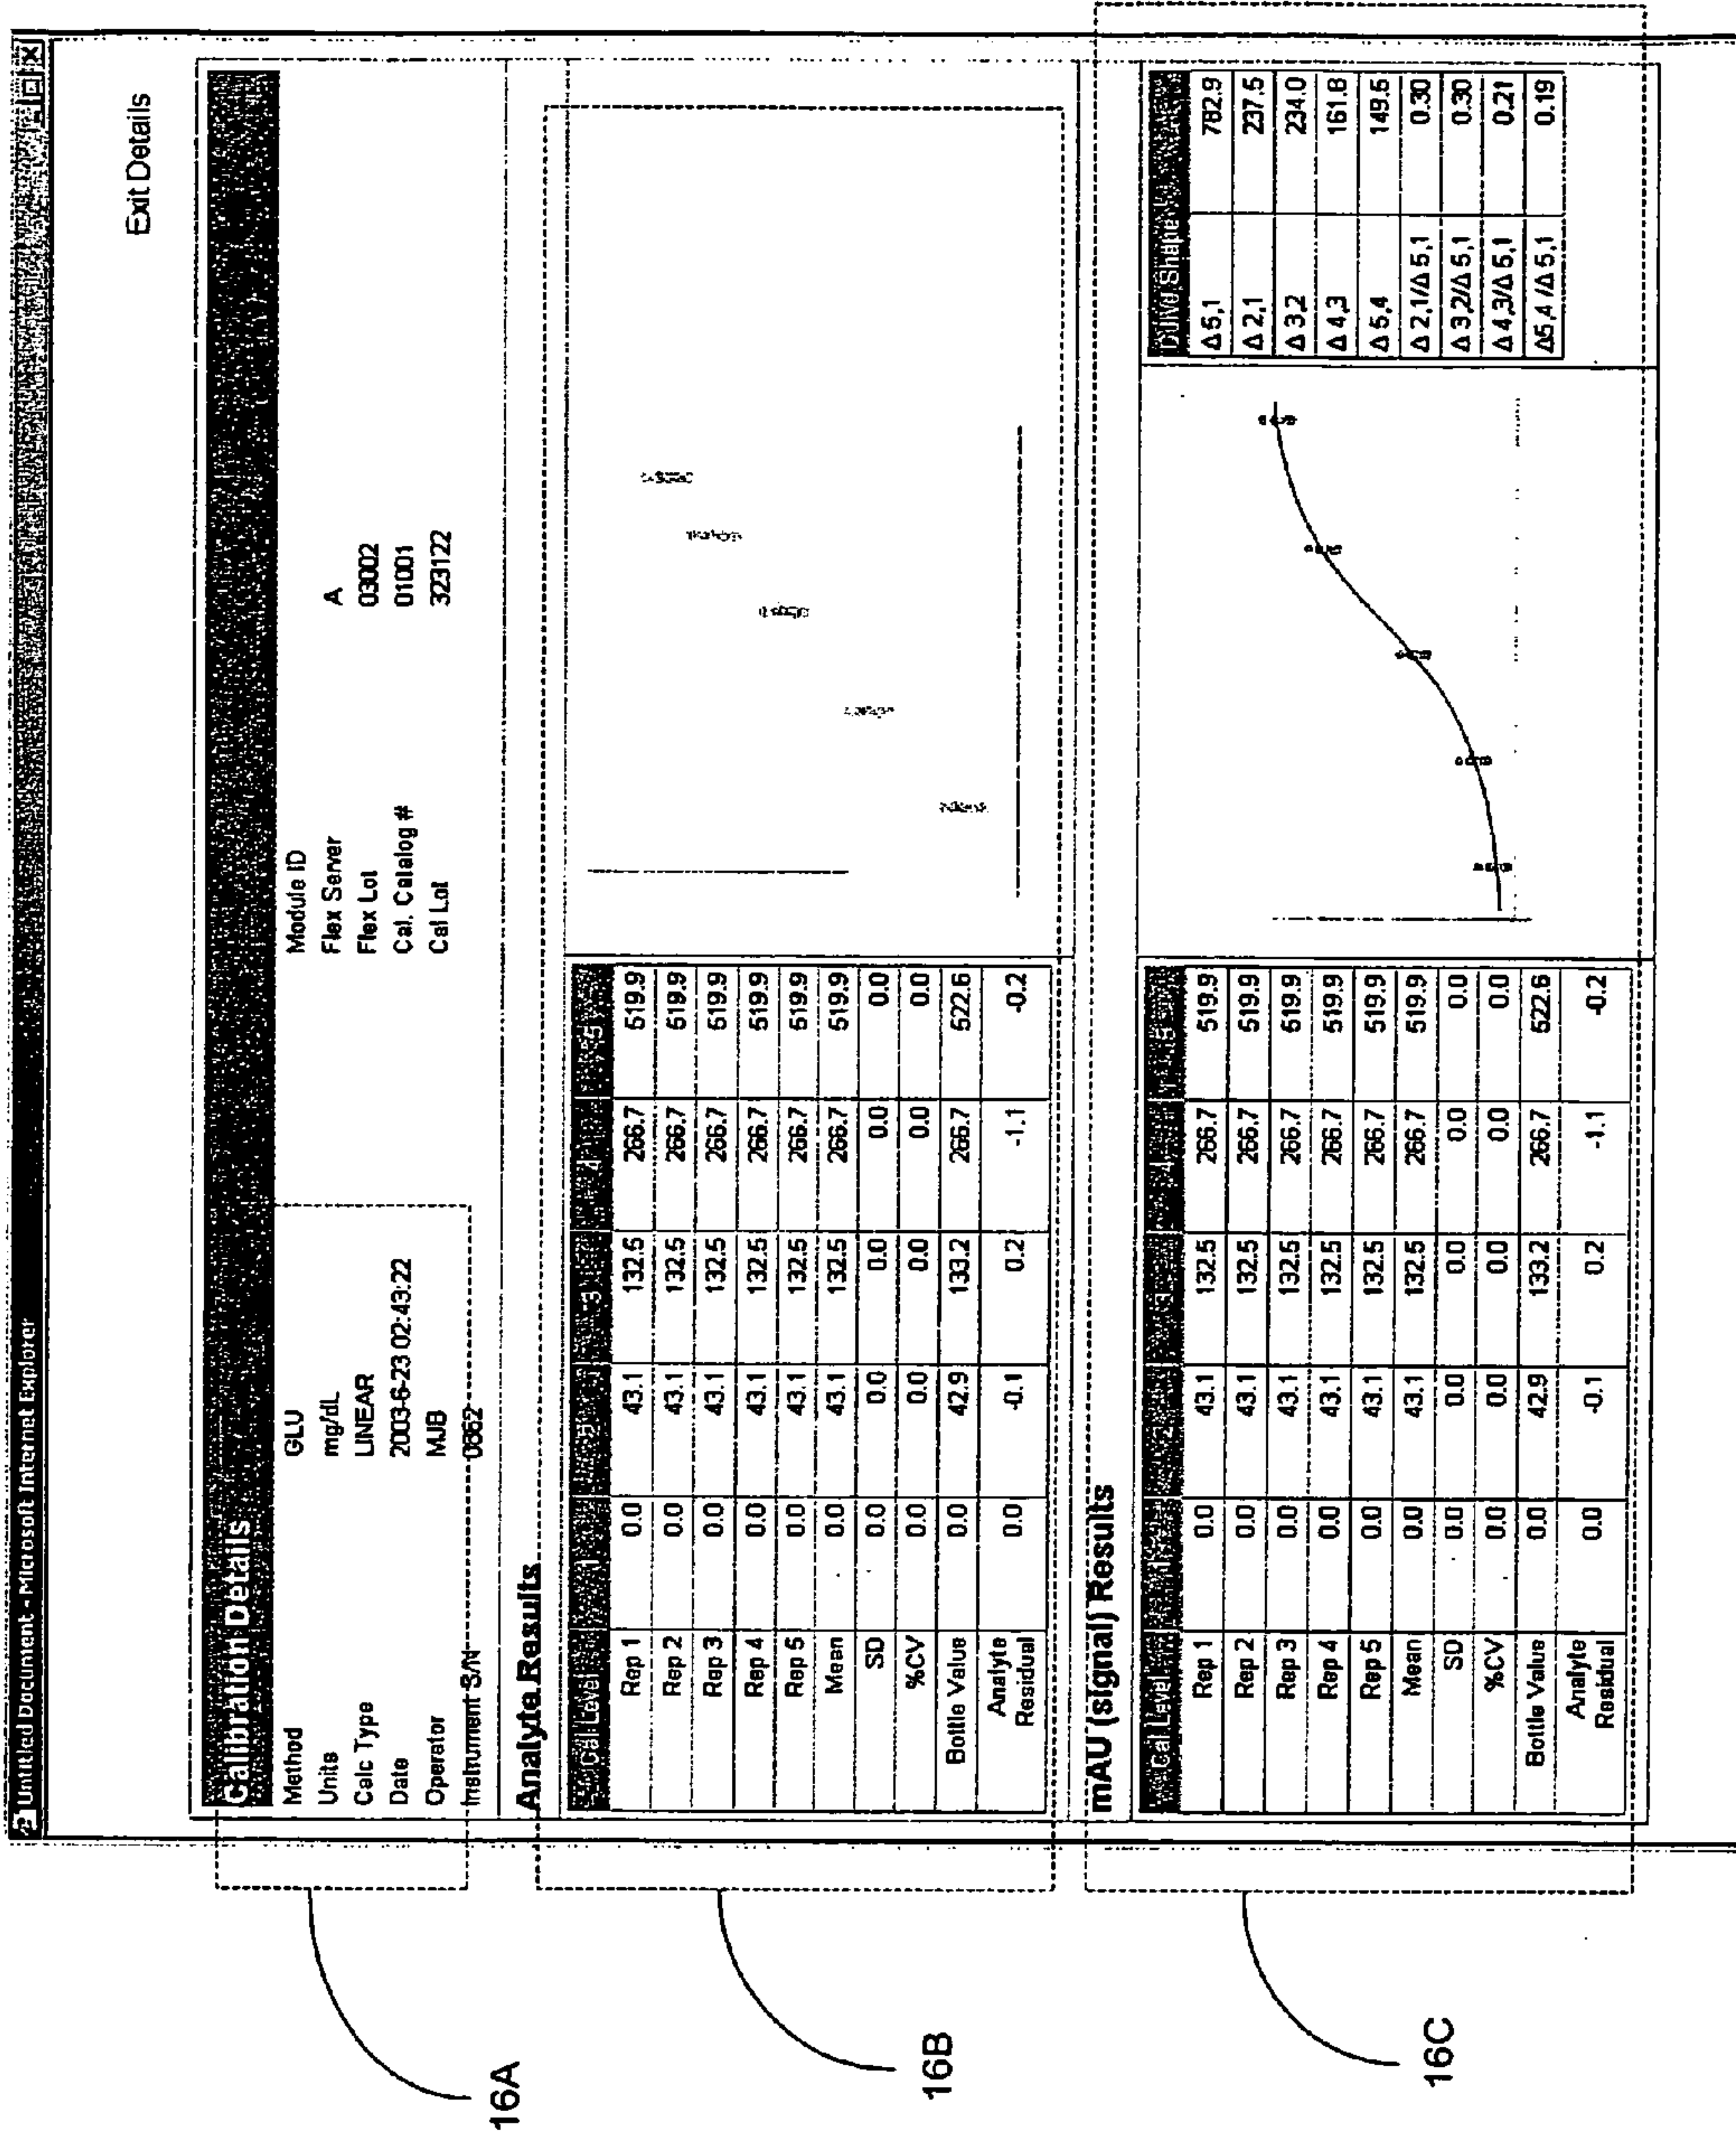 Untitled Document - Microsoft Internet Explorer
Exit Details
Calibration Details
Method GLU Module ID
Units mg/dL Flex Server A
Calc Type LINEAR Flex Lot 03002
Date 2003-6-23 02:43:22 Cal. Catalog # 01001
Operator MJB Cal Lot 323122
Instrument S/N 0662
Analyte Results
Cal Level 1 2 3 4 5
Rep 1 0.0 43.1 132.5 266.7 519.9
Rep 2 0.0 43.1 132.5 266.7 519.9
Rep 3 0.0 43.1 132.5 266.7 519.9
Rep 4 0.0 43.1 132.5 266.7 519.9
Rep 5 0.0 43.1 132.5 266.7 519.9
Mean 0.0 43.1 132.5 266.7 519.9
SD 0.0 0.0 0.0 0.0 0.0
%CV 0.0 0.0 0.0 0.0 0.0
Bottle Value 0.0 42.9 133.2 266.7 522.6
Analyte Residual 0.0 -0.1 0.2 -1.1 -0.2
mAU (signal) Results
Cal Level
Rep 1 0.0 43.1 132.5 266.7 519.9
Rep 2 0.0 43.1 132.5 266.7 519.9
Rep 3 0.0 43.1 132.5 266.7 519.9
Rep 4 0.0 43.1 132.5 266.7 519.9
Rep 5 0.0 43.1 132.5 266.7 519.9
Mean 0.0 43.1 132.5 266.7 519.9
SD 0.0 0.0 0.0 0.0 0.0
%CV 0.0 0.0 0.0 0.0 0.0
Bottle Value 0.0 42.9 133.2 266.7 522.6
Analyte Residual 0.0 -0.1 0.2 -1.1 -0.2
Shape
Δ 5,1 782.9
Δ 2,1 237.5
Δ 3,2 234.0
Δ 4,3 161.8
Δ 5,4 149.5
Δ 2,1/Δ 5,1 0.30
Δ 3,2/Δ 5,1 0.30
Δ 4,3/Δ 5,1 0.21
Δ5,4 /Δ 5,1 0.19
16A
16B
16C